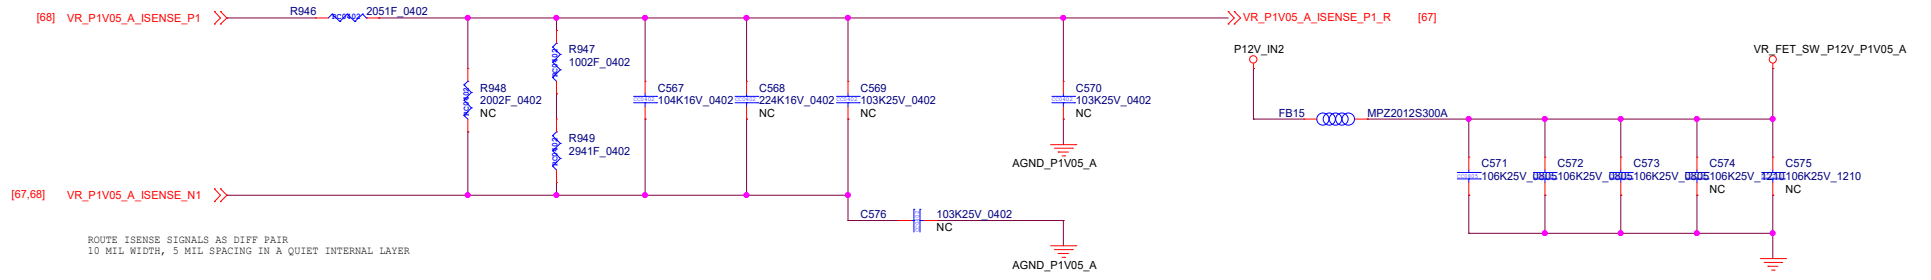 [68] VR_P1V05_A_ISENSE_P1
R946
2051F_0402
VR_P1V05_A_ISENSE_P1_R [67]
R948
2002F_0402
NC
R947
1002F_0402
R949
2941F_0402
C567
104K16V_0402
C568
224K16V_0402
NC
C569
103K25V_0402
NC
C570
103K25V_0402
NC
AGND_P1V05_A
[67,68] VR_P1V05_A_ISENSE_N1
C576
103K25V_0402
NC
AGND_P1V05_A
ROUTE ISENSE SIGNALS AS DIFF PAIR
10 MIL WIDTH, 5 MIL SPACING IN A QUIET INTERNAL LAYER
P12V_IN2
VR_FET_SW_P12V_P1V05_A
FB15
MPZ2012S300A
C571
106K25V_0805
C572
106K25V_0805
C573
106K25V_0805
C574
106K25V_1210
NC
C575
106K25V_1210
NC